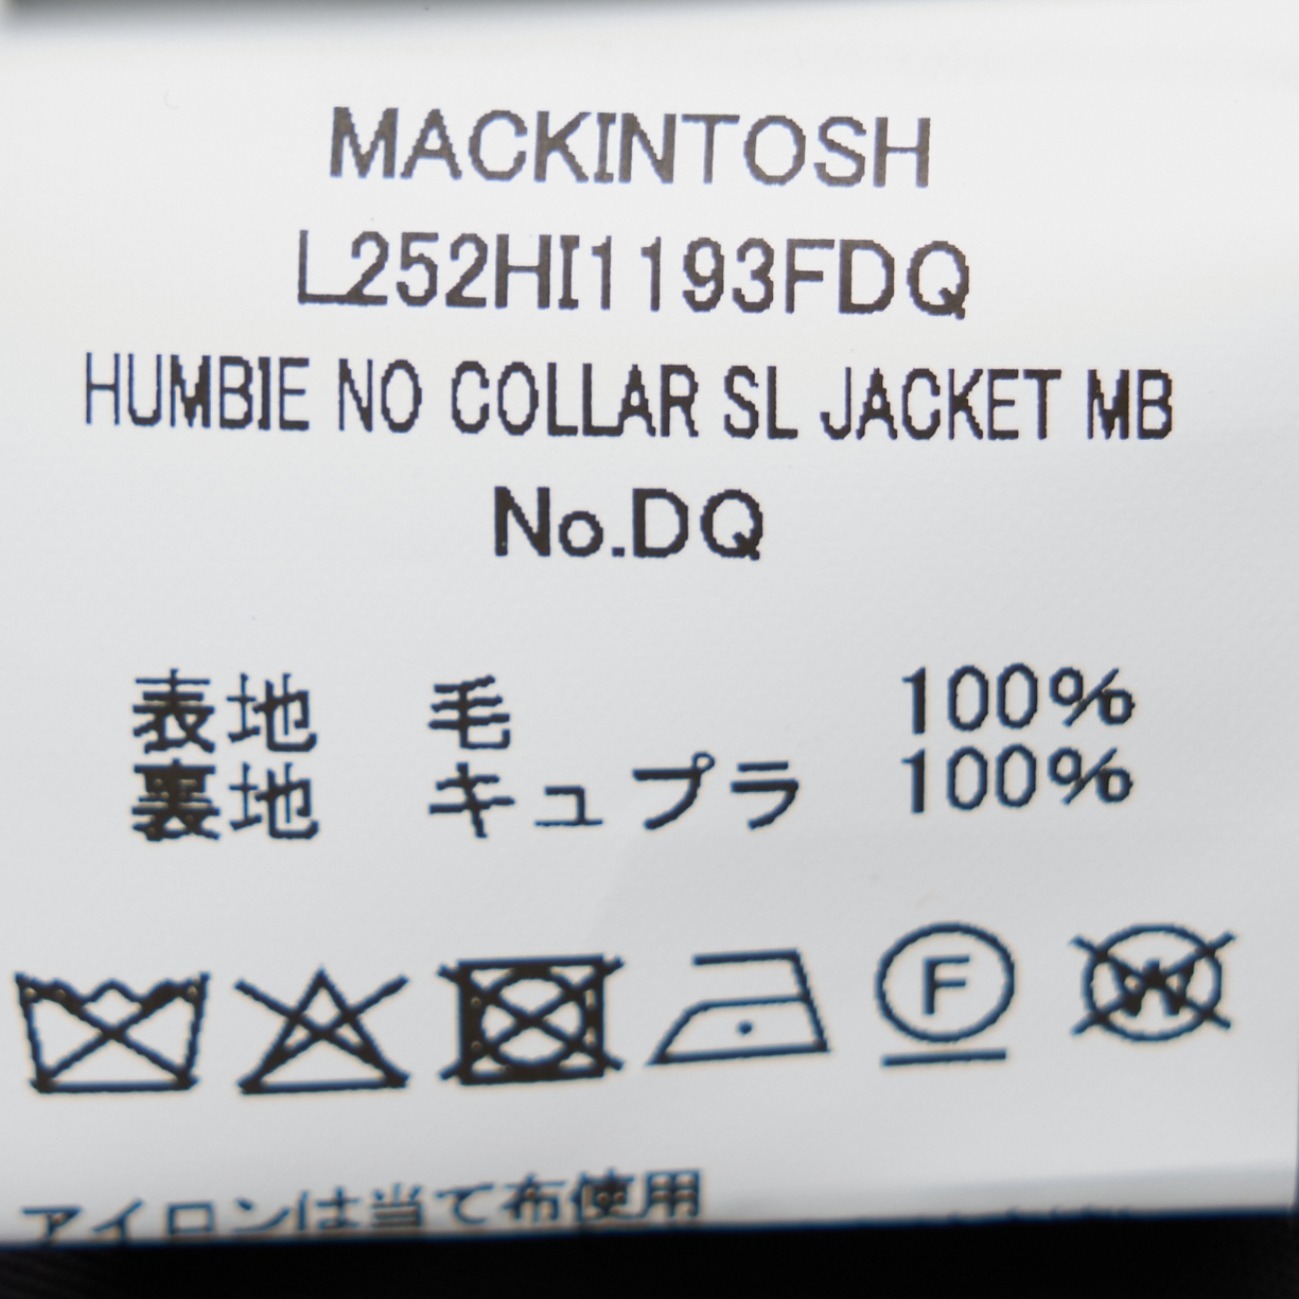 MACKINTOSH
L252HI1193FDQ
HUMBIE NO COLLAR SL JACKET MB
No.DQ
表地 毛 100%
裏地 キュプラ 100%
F W
アイロンは当て布使用